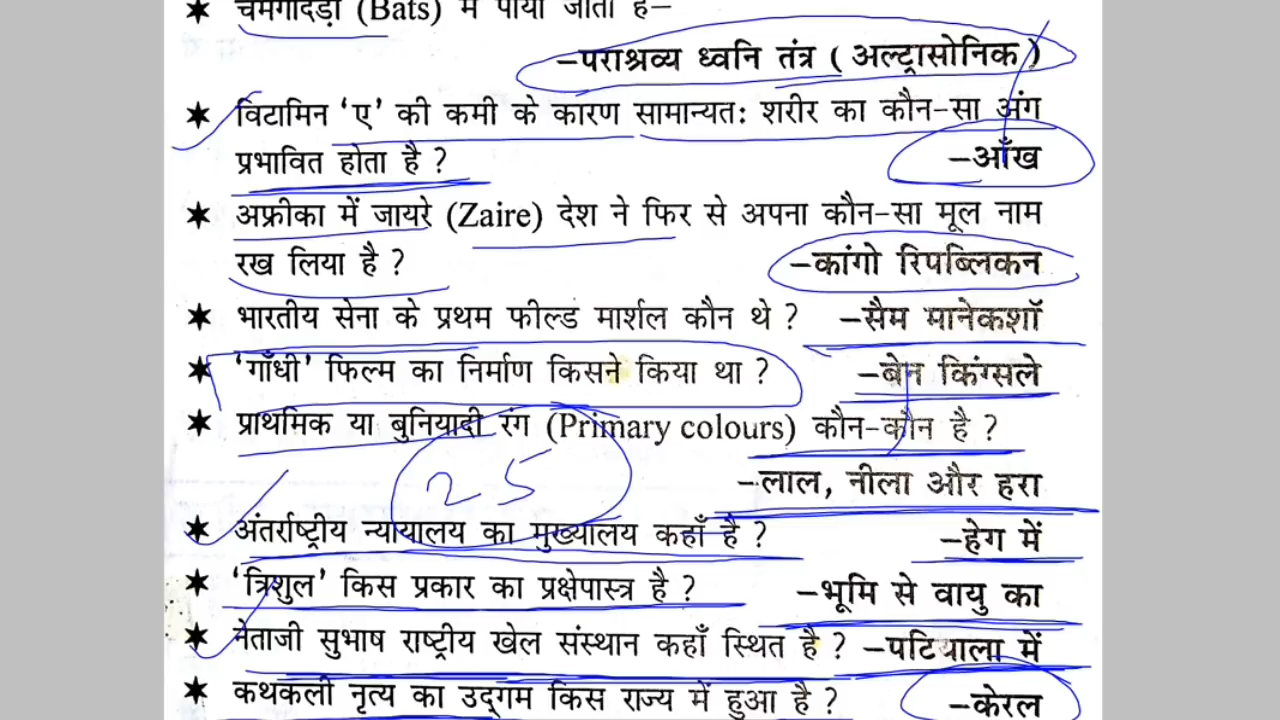 ★ चमगादड़ों (Bats) में पाया जाता है–
–पराश्रव्य ध्वनि तंत्र ( अल्ट्रासोनिक )
★ विटामिन ‘ए’ की कमी के कारण सामान्यतः शरीर का कौन-सा अंग
प्रभावित होता है ? –आँख
★ अफ्रीका में जायरे (Zaire) देश ने फिर से अपना कौन-सा मूल नाम
रख लिया है ? –कांगो रिपब्लिकन
★ भारतीय सेना के प्रथम फील्ड मार्शल कौन थे ? –सैम मानेकशॉ
★ ‘गाँधी’ फिल्म का निर्माण किसने किया था ? –बेन किंग्सले
★ प्राथमिक या बुनियादी रंग (Primary colours) कौन-कौन है ?
25
–लाल, नीला और हरा
★ अंतर्राष्ट्रीय न्यायालय का मुख्यालय कहाँ है ? –हेग में
★ ‘त्रिशुल’ किस प्रकार का प्रक्षेपास्त्र है ? –भूमि से वायु का
★ नेताजी सुभाष राष्ट्रीय खेल संस्थान कहाँ स्थित है ? –पटियाला में
★ कथकली नृत्य का उद्गम किस राज्य में हुआ है ? –केरल